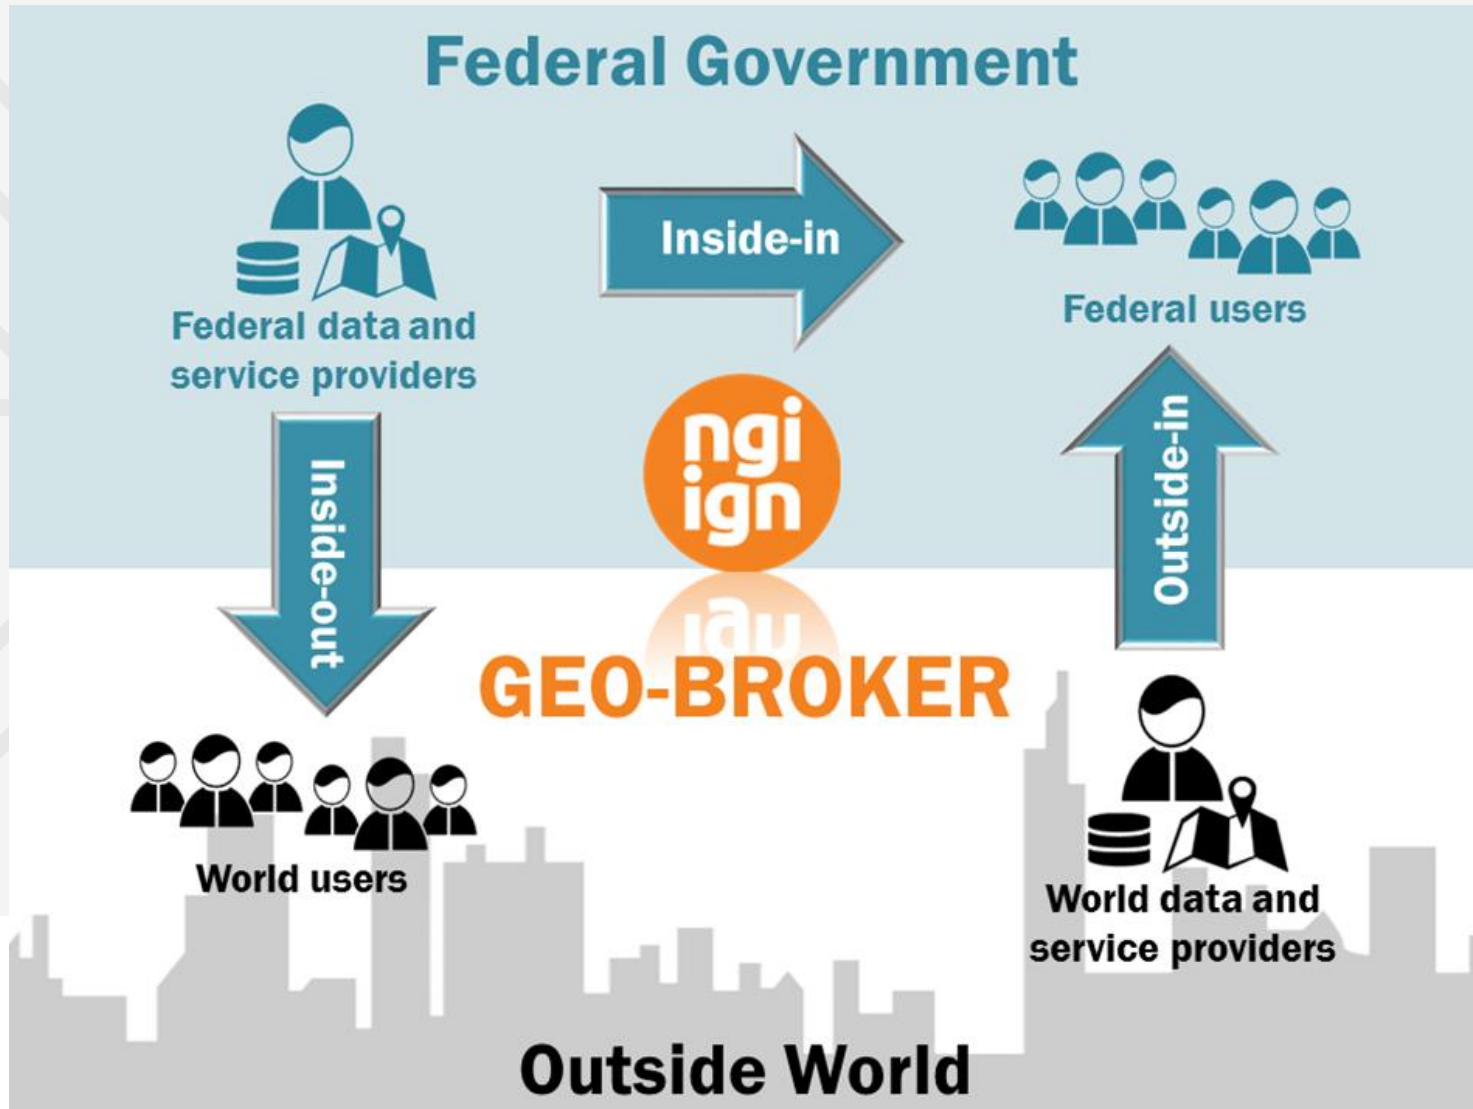 Federal Government
Inside-in
Federal users
Federal data and
service providers
ngi
ign
Inside-out
Outside-in
GEO-BROKER
World users
World data and
service providers
Outside World